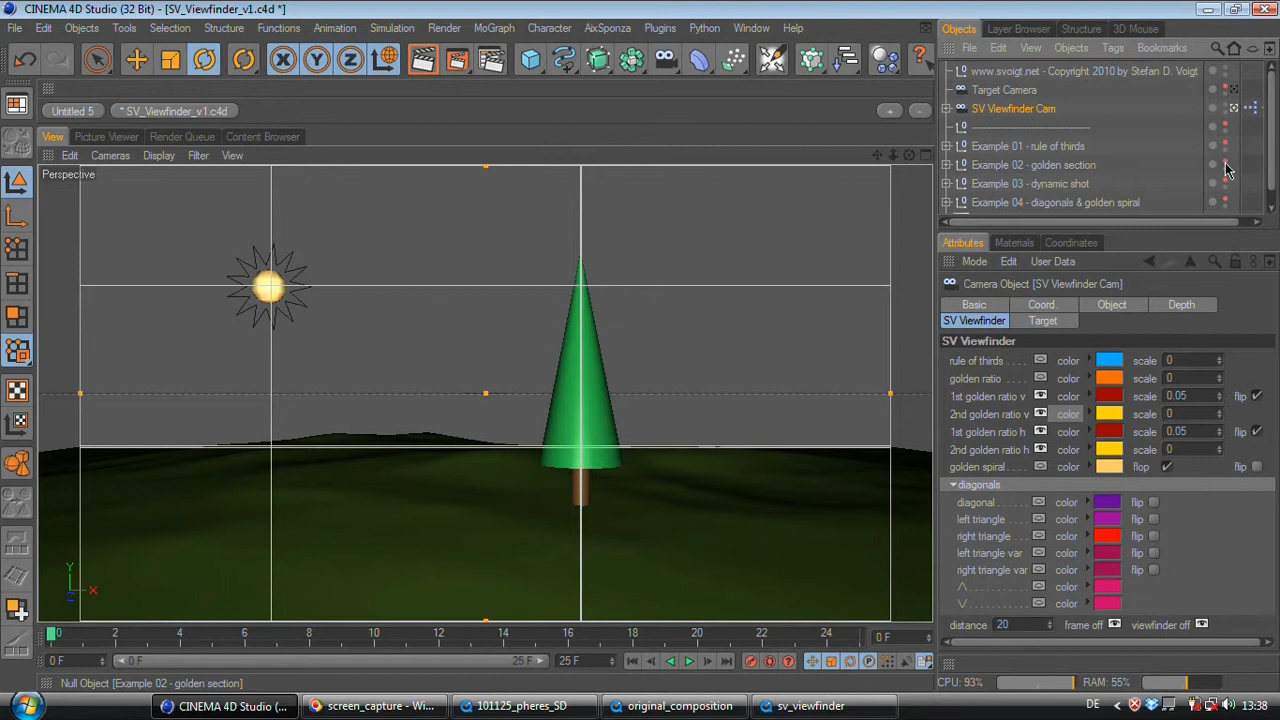 CINEMA 4D Studio (32 Bit) - [SV_Viewfinder_v1.c4d *]
File Edit Objects Tools Selection Structure Functions Animation Simulation Render MoGraph Character AixSponza Plugins Python Window Help
Untitled 5 * SV_Viewfinder_v1.c4d
View Picture Viewer Render Queue Content Browser
Edit Cameras Display Filter View
Perspective
Y
X
Z
0 2 4 6 8 10 12 14 16 18 20 22 24 0 F
0 F 0 F 25 F 25 F
Null Object [Example 02 - golden section]
Objects Layer Browser Structure 3D Mouse
File Edit View Objects Tags Bookmarks
www.svoigt.net - Copyright 2010 by Stefan D. Voigt
Target Camera
SV Viewfinder Cam
----------------------------------------
Example 01 - rule of thirds
Example 02 - golden section
Example 03 - dynamic shot
Example 04 - diagonals & golden spiral
Attributes Materials Coordinates
Mode Edit User Data
Camera Object [SV Viewfinder Cam]
Basic Coord. Object Depth
SV Viewfinder Target
SV Viewfinder
rule of thirds . . . . color scale 0
golden ratio . . . color scale 0
1st golden ratio v color scale 0.05 flip
2nd golden ratio v color scale 0
1st golden ratio h color scale 0.05 flip
2nd golden ratio h color scale 0
golden spiral . . . color flop flip
diagonals
diagonal color flip
left triangle color flip
right triangle . . . color flip
left triangle var color flip
right triangle var color flip
/\ . . . . . . . . . . . color
\/ . . . . . . . . . . . color
distance 20 frame off viewfinder off
CPU: 93% RAM: 55%
CINEMA 4D Studio (... screen_capture - Wi... 101125_pheres_SD original_composition sv_viewfinder DE 13:38